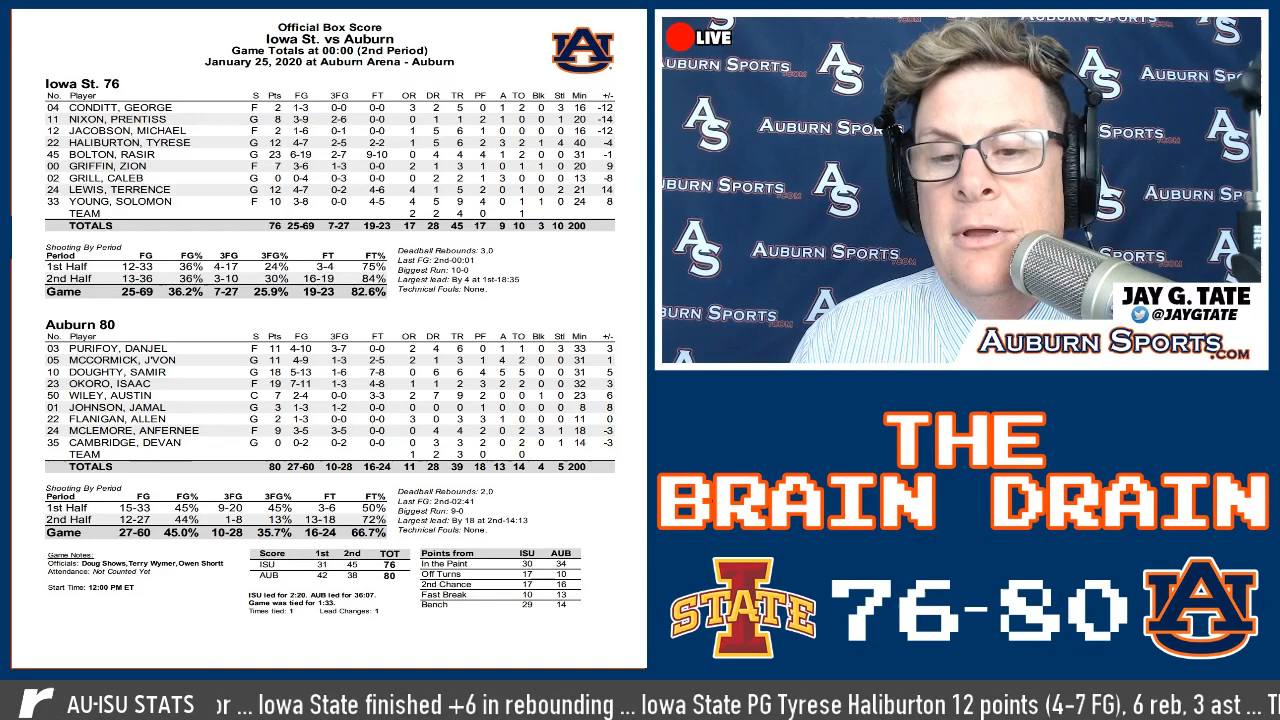 Official Box Score
Iowa St. vs Auburn
Game Totals at 00:00 (2nd Period)
January 25, 2020 at Auburn Arena - Auburn
Iowa St. 76
No. Player S Pts FG 3FG FT OR DR TR PF A TO Blk Stl Min +/-
04 CONDITT, GEORGE F 2 1-3 0-0 0-0 3 2 5 0 1 2 0 3 16 -12
11 NIXON, PRENTISS G 8 3-9 2-6 0-0 0 1 1 2 1 0 0 1 20 -14
12 JACOBSON, MICHAEL F 2 1-6 0-1 0-0 1 5 6 1 0 0 0 0 16 -12
22 HALIBURTON, TYRESE G 12 4-7 2-5 2-2 1 5 6 2 3 2 1 4 40 -4
45 BOLTON, RASIR G 23 6-19 2-7 9-10 0 4 4 4 1 2 0 0 31 -1
00 GRIFFIN, ZION F 7 3-6 1-3 0-0 2 1 3 1 0 1 1 0 20 9
02 GRILL, CALEB G 0 0-4 0-3 0-0 0 2 2 1 3 0 0 0 13 -8
24 LEWIS, TERRENCE G 12 4-7 0-2 4-6 4 1 5 2 0 1 0 2 21 14
33 YOUNG, SOLOMON F 10 3-8 0-0 4-5 4 5 5 4 0 1 1 0 24 8
TEAM 2 2 4 0 1
TOTALS 76 25-69 7-27 19-23 17 28 45 17 9 10 3 10 200
Shooting By Period
Period FG FG% 3FG 3FG% FT FT%
1st Half 12-33 36% 4-17 24% 3-4 75%
2nd Half 13-36 36% 3-10 30% 16-19 84%
Game 25-69 36.2% 7-27 25.9% 19-23 82.6%
Deadball Rebounds: 3,0
Last FG: 2nd-00:01
Biggest Run: 10-0
Largest lead: By 4 at 1st-18:35
Technical Fouls: None.
Auburn 80
No. Player S Pts FG 3FG FT OR DR TR PF A TO Blk Stl Min +/-
03 PURIFOY, DANJEL F 11 4-10 3-7 0-0 2 4 6 0 1 1 0 3 33 3
05 MCCORMICK, J'VON G 11 4-9 1-3 2-5 2 1 3 1 4 2 0 0 31 1
10 DOUGHTY, SAMIR G 18 5-13 1-6 7-8 0 6 6 4 5 5 0 0 31 5
23 OKORO, ISAAC F 19 7-11 1-3 4-8 1 1 2 3 2 2 0 0 32 3
50 WILEY, AUSTIN C 7 2-4 0-0 3-3 2 7 9 2 0 0 1 0 23 6
01 JOHNSON, JAMAL G 3 1-3 1-2 0-0 0 0 0 1 0 0 0 0 8 8
22 FLANIGAN, ALLEN G 2 1-3 0-0 0-0 3 0 3 3 1 0 0 0 11 0
24 MCLEMORE, ANFERNEE F 9 3-5 3-5 0-0 0 4 4 2 0 2 3 1 18 -3
35 CAMBRIDGE, DEVAN G 0 0-2 0-2 0-0 0 3 3 2 0 2 0 1 14 -3
TEAM 1 2 3 0 0
TOTALS 80 27-60 10-28 16-24 11 28 39 18 13 14 4 5 200
Shooting By Period
Period FG FG% 3FG 3FG% FT FT%
1st Half 15-33 45% 9-20 45% 3-6 50%
2nd Half 12-27 44% 1-8 13% 13-18 72%
Game 27-60 45.0% 10-28 35.7% 16-24 66.7%
Deadball Rebounds: 2,0
Last FG: 2nd-02:41
Biggest Run: 9-0
Largest lead: By 18 at 2nd-14:13
Technical Fouls: None.
Game Notes:
Officials: Doug Shows,Terry Wymer,Owen Shortt
Attendance: Not Counted Yet
Start Time: 12:00 PM ET
Score 1st 2nd TOT
ISU 31 45 76
AUB 42 38 80
ISU led for 2:20. AUB led for 36:07.
Game was tied for 1:33.
Times tied: 1 Lead Changes: 1
Points from ISU AUB
In the Paint 30 34
Off Turns 17 10
2nd Chance 17 16
Fast Break 10 13
Bench 29 14
LIVE
JAY G. TATE
@JAYGTATE
AUBURN SPORTS.COM
THE
BRAIN DRAIN
I STATE 76-80 AU
r AU-ISU STATS or ... Iowa State finished +6 in rebounding ... Iowa State PG Tyrese Haliburton 12 points (4-7 FG), 6 reb, 3 ast ... T